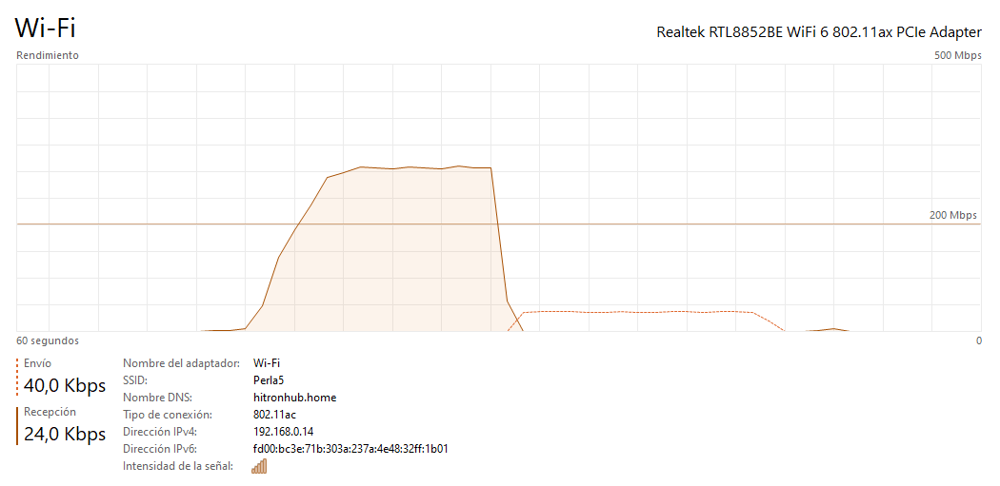 Wi-Fi
Realtek RTL8852BE WiFi 6 802.11ax PCIe Adapter
Rendimiento
500 Mbps
200 Mbps
60 segundos
0
Envío
40,0 Kbps
Recepción
24,0 Kbps
Nombre del adaptador: Wi-Fi
SSID: Perla5
Nombre DNS: hitronhub.home
Tipo de conexión: 802.11ac
Dirección IPv4: 192.168.0.14
Dirección IPv6: fd00:bc3e:71b:303a:237a:4e48:32ff:1b01
Intensidad de la señal: